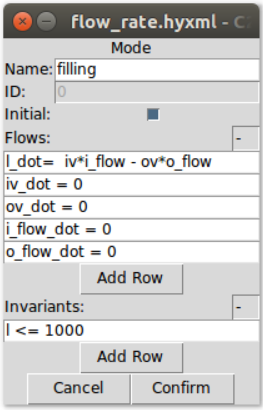 flow_rate.hyxml - C
Mode
Name: filling
ID: 0
Initial:
Flows: -
l_dot=  iv*i_flow - ov*o_flow
iv_dot = 0
ov_dot = 0
i_flow_dot = 0
o_flow_dot = 0
Add Row
Invariants: -
l <= 1000
Add Row
Cancel Confirm